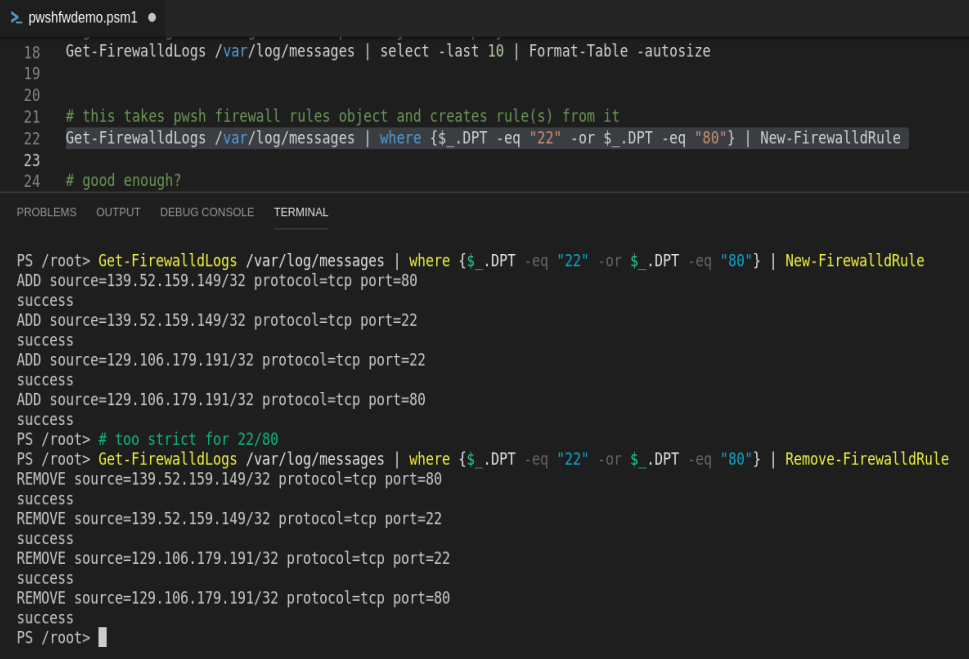 pwshfwdemo.psm1
18 Get-FirewalldLogs /var/log/messages | select -last 10 | Format-Table -autosize
19
20
21 # this takes pwsh firewall rules object and creates rule(s) from it
22 Get-FirewalldLogs /var/log/messages | where {$_.DPT -eq "22" -or $_.DPT -eq "80"} | New-FirewalldRule
23
24 # good enough?
PROBLEMS OUTPUT DEBUG CONSOLE TERMINAL
PS /root> Get-FirewalldLogs /var/log/messages | where {$_.DPT -eq "22" -or $_.DPT -eq "80"} | New-FirewalldRule
ADD source=139.52.159.149/32 protocol=tcp port=80
success
ADD source=139.52.159.149/32 protocol=tcp port=22
success
ADD source=129.106.179.191/32 protocol=tcp port=22
success
ADD source=129.106.179.191/32 protocol=tcp port=80
success
PS /root> # too strict for 22/80
PS /root> Get-FirewalldLogs /var/log/messages | where {$_.DPT -eq "22" -or $_.DPT -eq "80"} | Remove-FirewalldRule
REMOVE source=139.52.159.149/32 protocol=tcp port=80
success
REMOVE source=139.52.159.149/32 protocol=tcp port=22
success
REMOVE source=129.106.179.191/32 protocol=tcp port=22
success
REMOVE source=129.106.179.191/32 protocol=tcp port=80
success
PS /root>